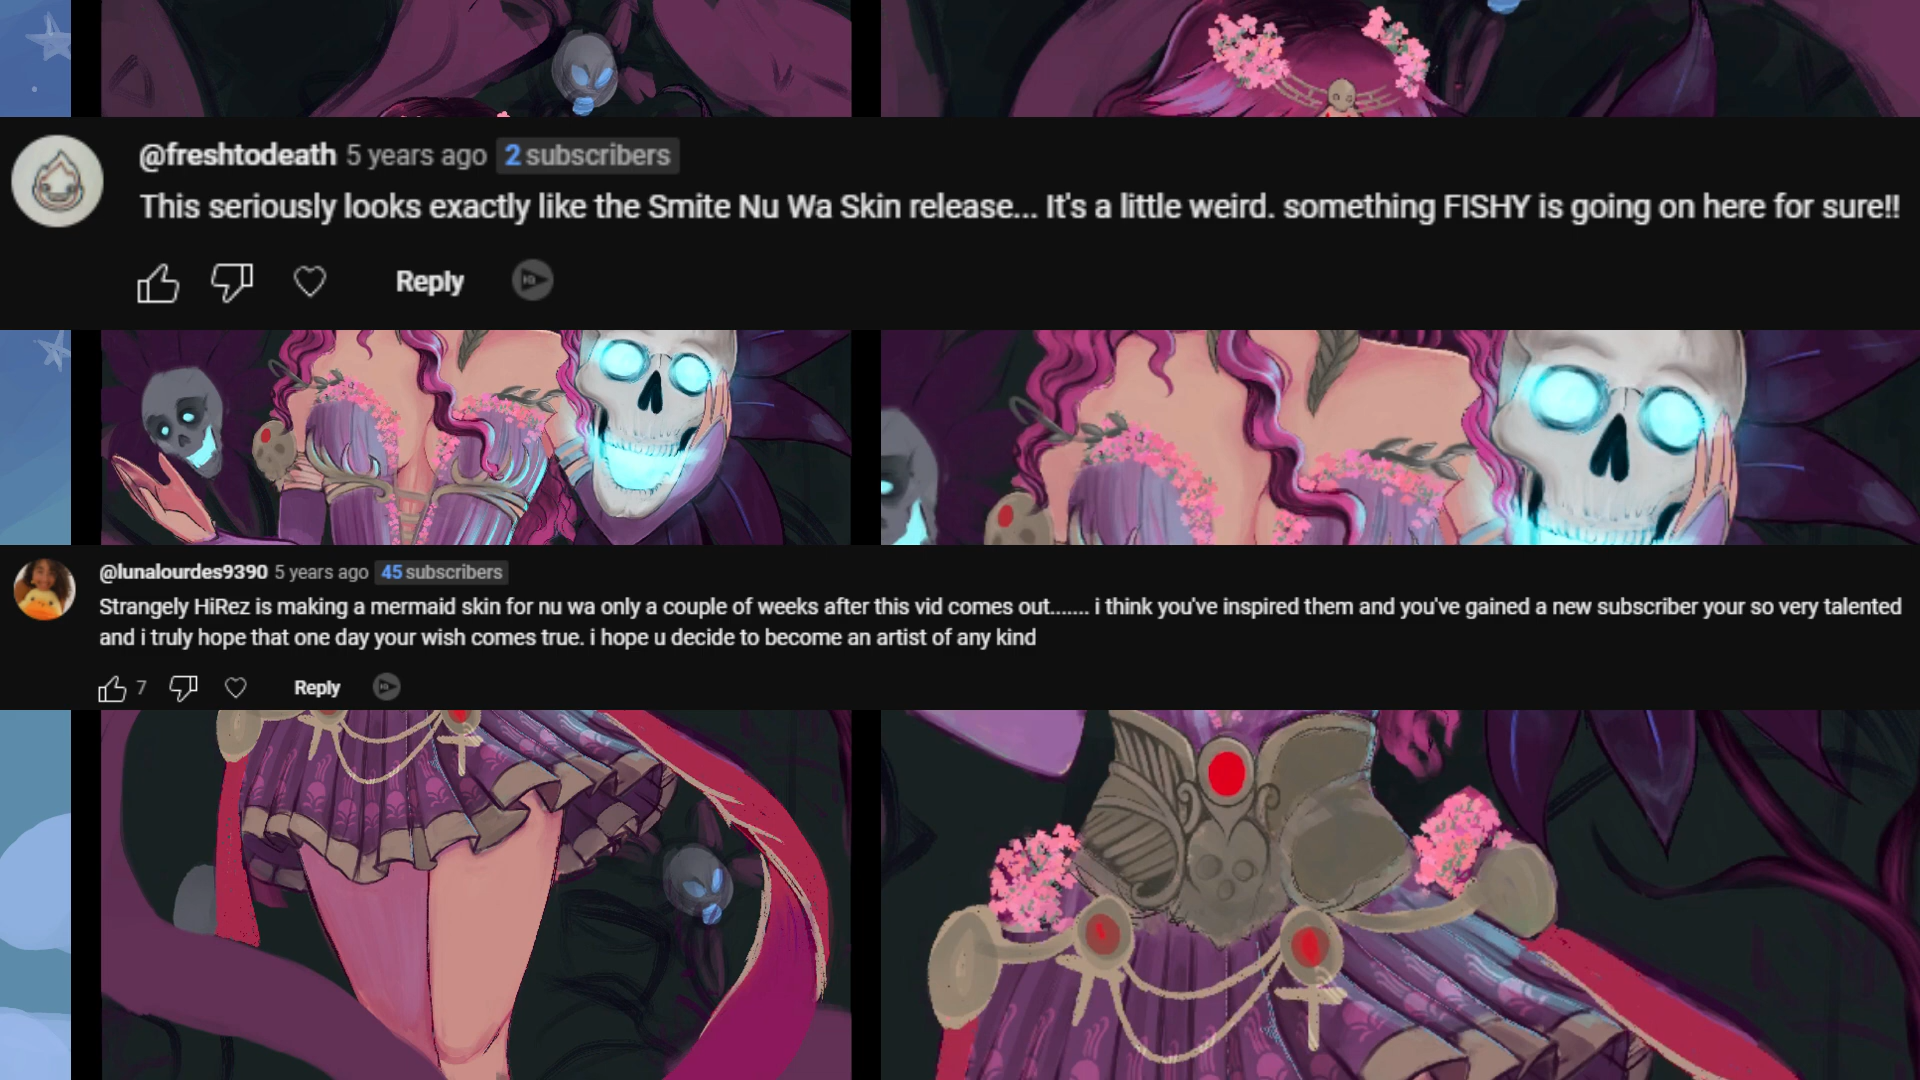 @freshtodeath 5 years ago 2 subscribers
This seriously looks exactly like the Smite Nu Wa Skin release... It's a little weird. something FISHY is going on here for sure!!
Reply
@lunalourdes9390 5 years ago 45 subscribers
Strangely HiRez is making a mermaid skin for nu wa only a couple of weeks after this vid comes out....... i think you've inspired them and you've gained a new subscriber your so very talented
and i truly hope that one day your wish comes true. i hope u decide to become an artist of any kind
7 Reply